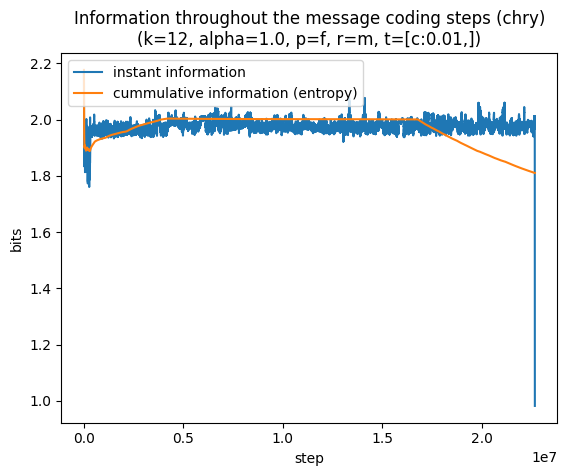 Information throughout the message coding steps (chry)
(k=12, alpha=1.0, p=f, r=m, t=[c:0.01,])
instant information
cummulative information (entropy)
2.2
2.0
1.8
1.6
1.4
1.2
1.0
bits
0.0
0.5
1.0
1.5
2.0
1e7
step